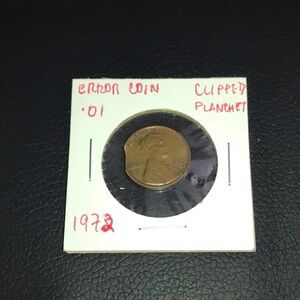 ERROR COIN
.01
CLIPPED
PLANCHET
1972